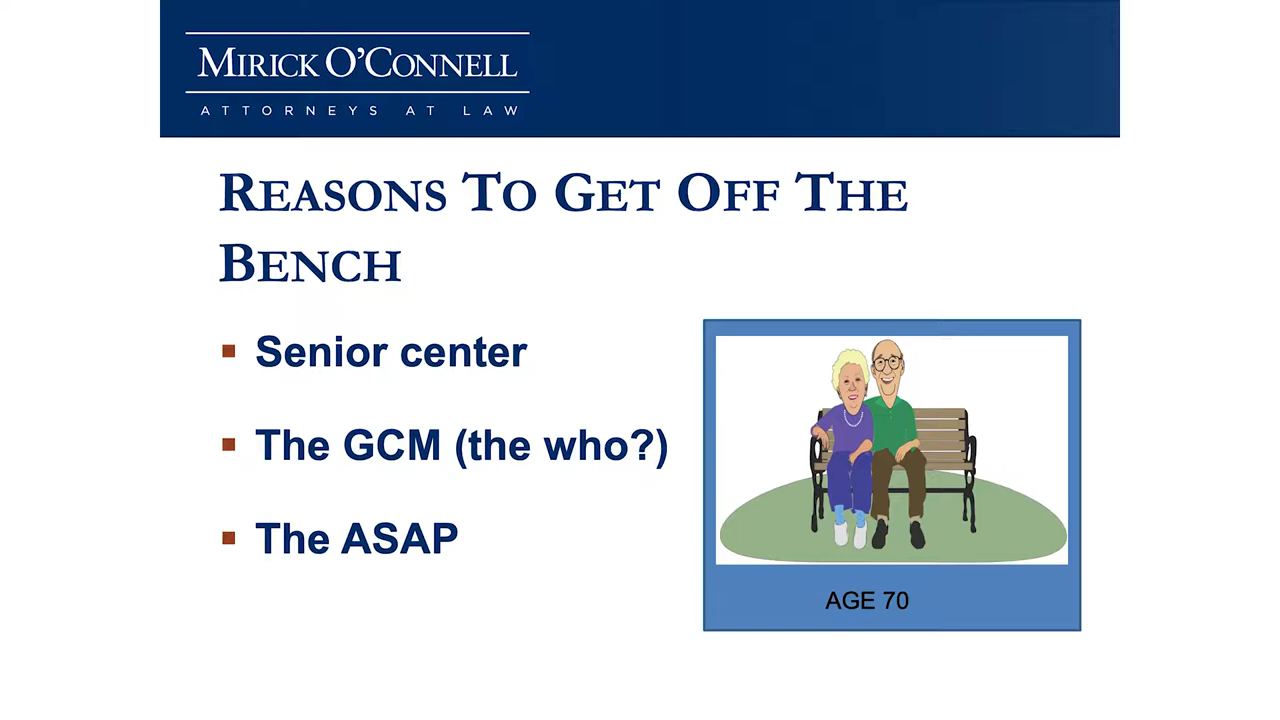 MIRICK O'CONNELL
ATTORNEYS AT LAW
REASONS TO GET OFF THE
BENCH
Senior center
The GCM (the who?)
The ASAP
AGE 70